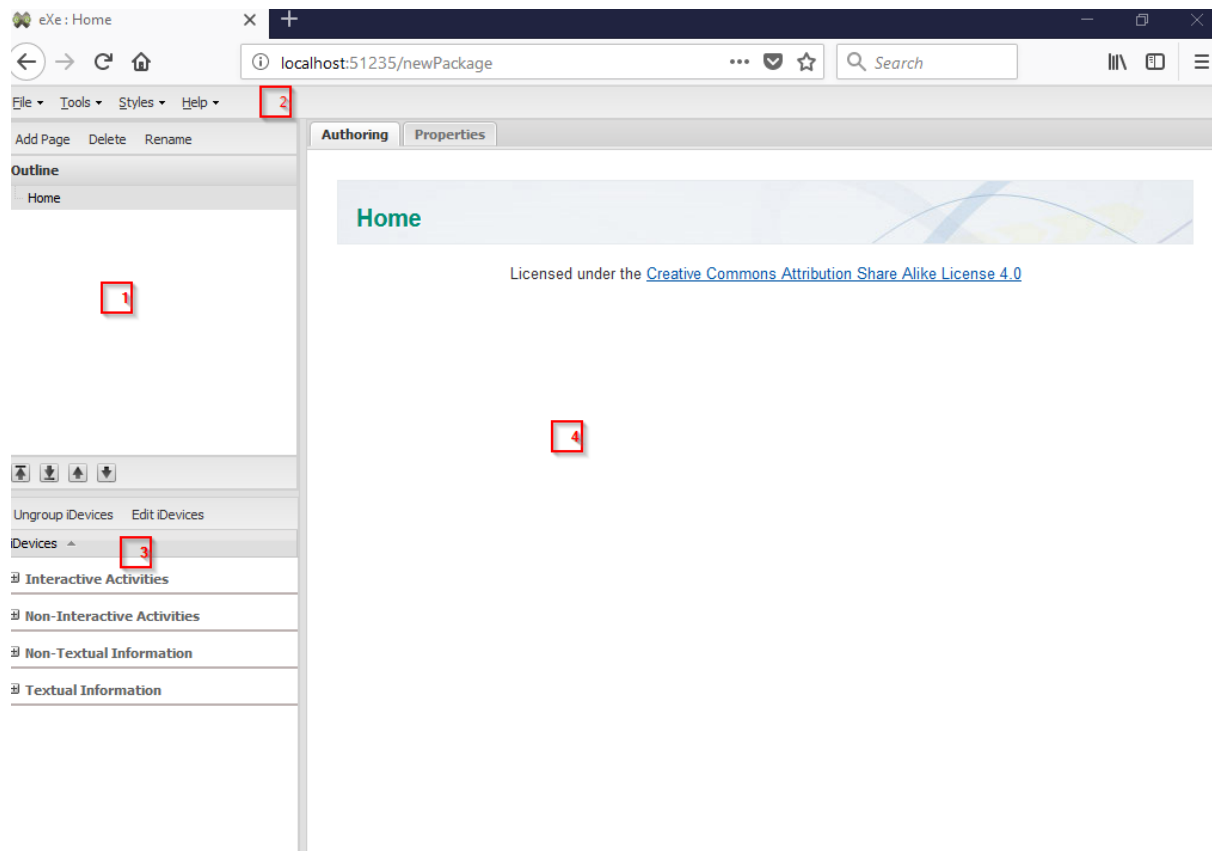 eXe : Home
localhost:51235/newPackage
Search
File Tools Styles Help 2
Add Page Delete Rename
Outline
Home
1
Ungroup iDevices Edit iDevices
iDevices 3
Interactive Activities
Non-Interactive Activities
Non-Textual Information
Textual Information
Authoring Properties
Home
Licensed under the Creative Commons Attribution Share Alike License 4.0
4